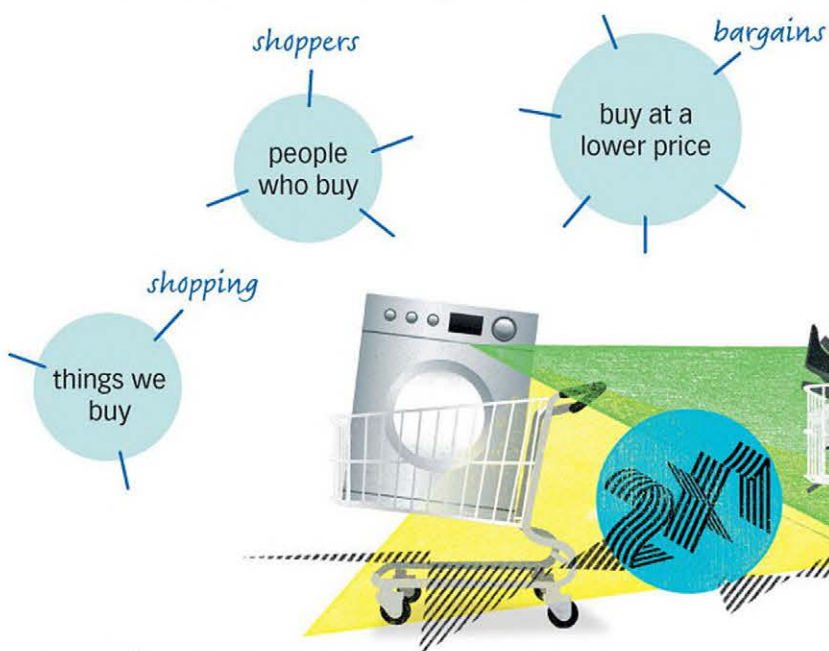 shoppers
bargains
people
who buy
buy at a
lower price
shopping
things we
buy
2x1